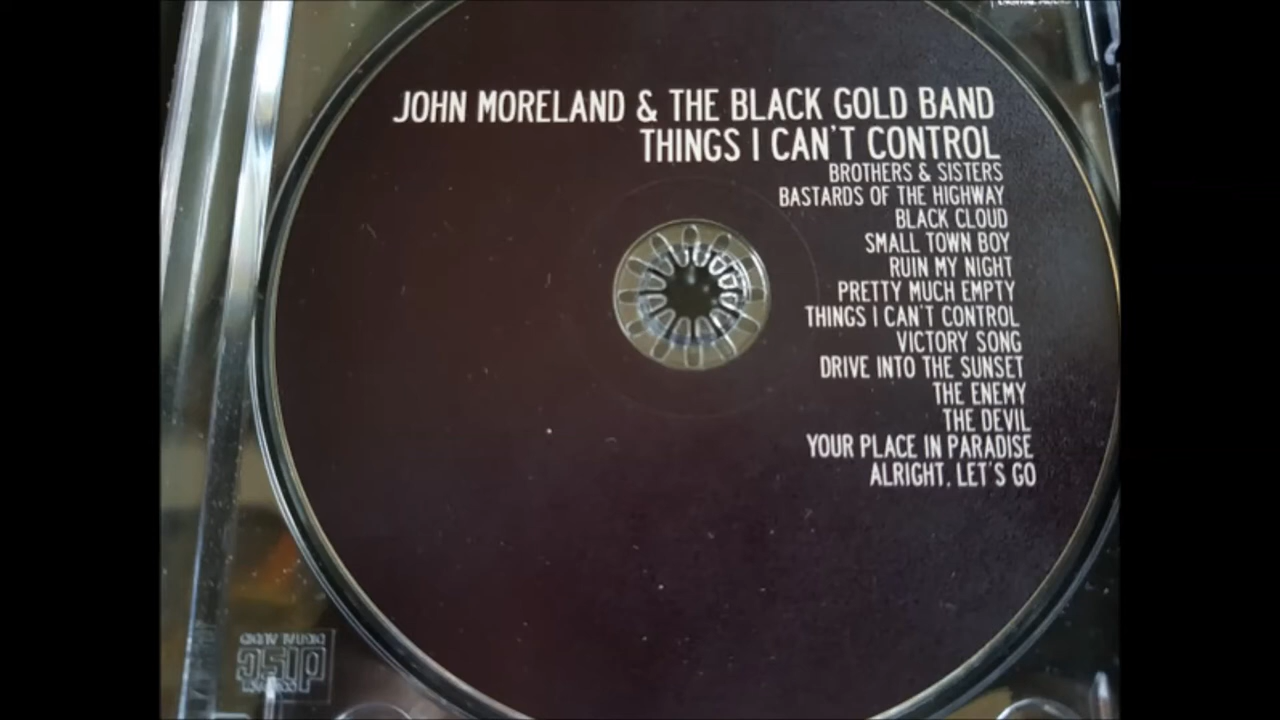 JOHN MORELAND & THE BLACK GOLD BAND
THINGS I CAN'T CONTROL
BROTHERS & SISTERS
BASTARDS OF THE HIGHWAY
BLACK CLOUD
SMALL TOWN BOY
RUIN MY NIGHT
PRETTY MUCH EMPTY
THINGS I CAN'T CONTROL
VICTORY SONG
DRIVE INTO THE SUNSET
THE ENEMY
THE DEVIL
YOUR PLACE IN PARADISE
ALRIGHT, LET'S GO